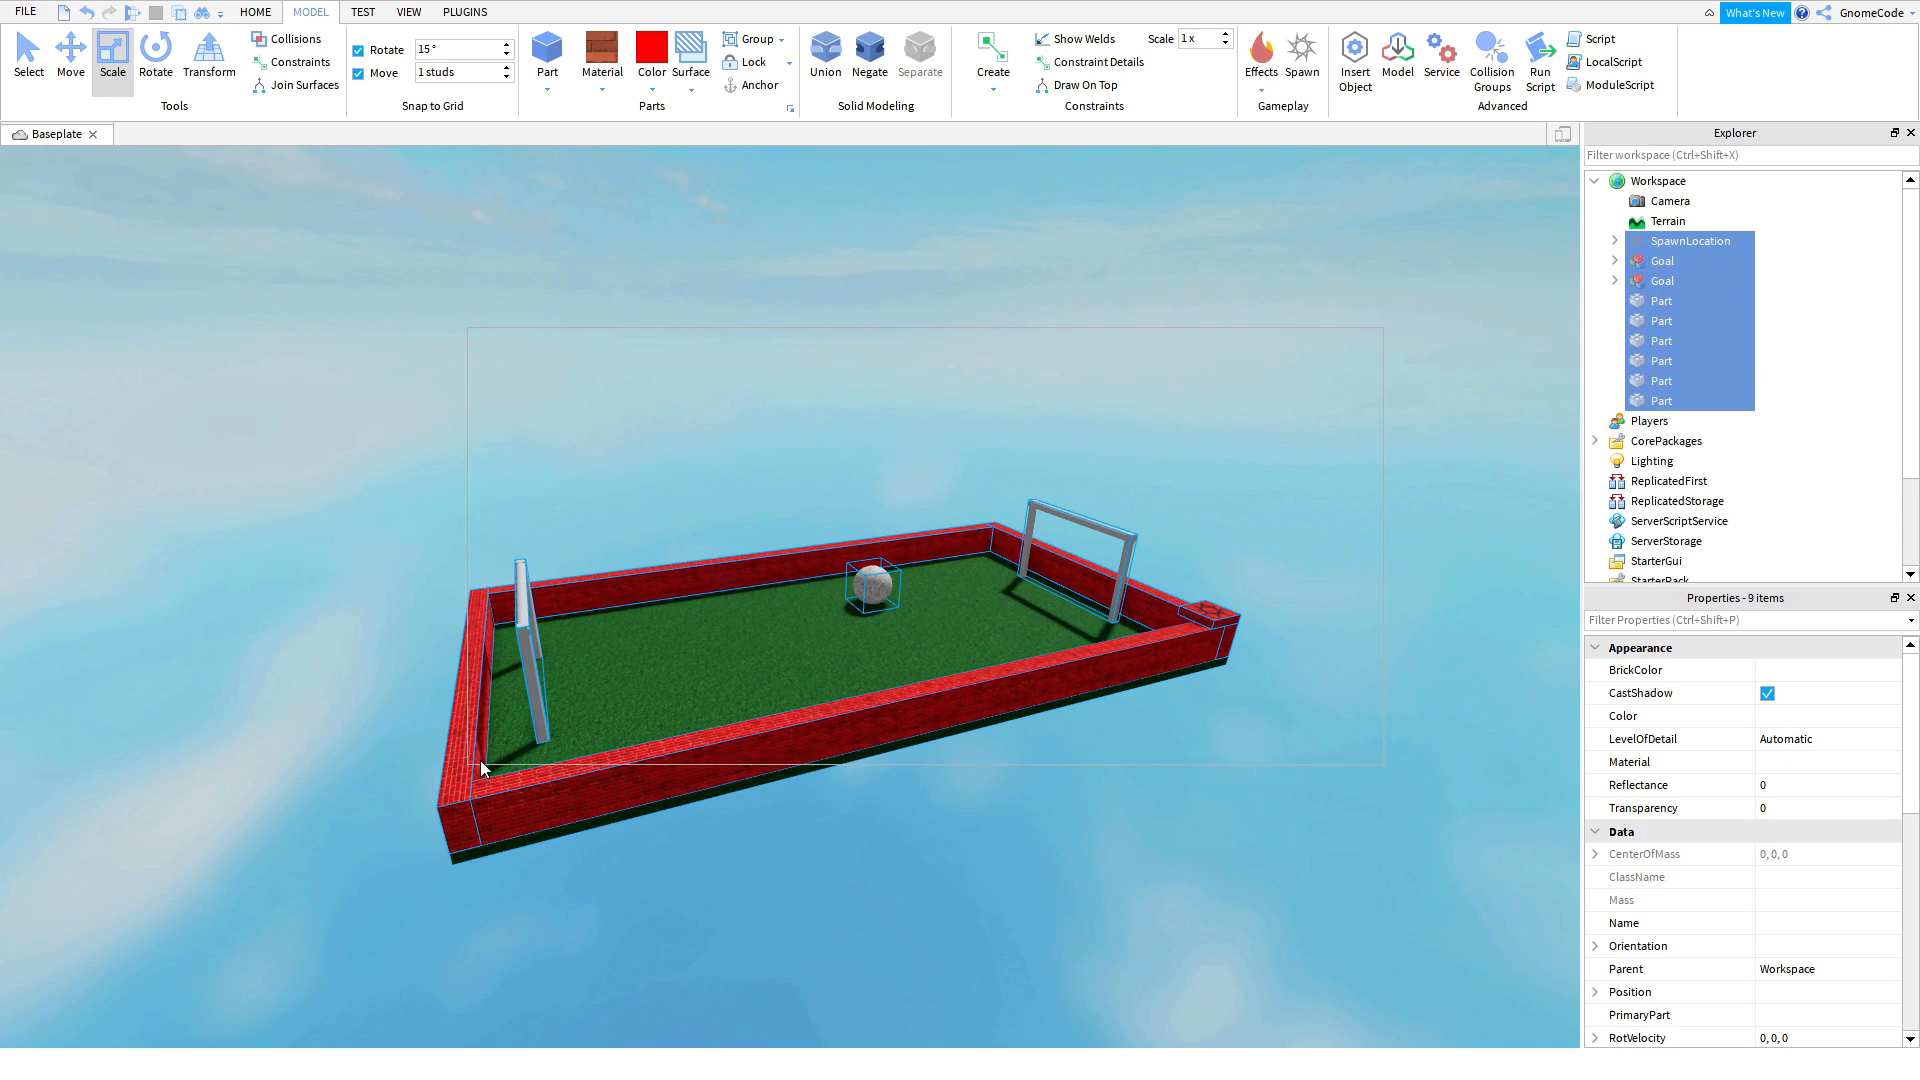 FILE HOME MODEL TEST VIEW PLUGINS What's New GnomeCode
Select Move Scale Rotate Transform
Collisions
Constraints
Join Surfaces
Tools
Rotate 15°
Move 1 studs
Snap to Grid
Part Material Color Surface
Group
Lock
Anchor
Parts
Union Negate Separate
Solid Modeling
Create
Show Welds Scale 1 x
Constraint Details
Draw On Top
Constraints
Effects Spawn
Gameplay
Insert Object Model Service Collision Groups Run Script
Script
LocalScript
ModuleScript
Advanced
Baseplate
Explorer
Filter workspace (Ctrl+Shift+X)
Workspace
Camera
Terrain
SpawnLocation
Goal
Goal
Part
Part
Part
Part
Part
Part
Players
CorePackages
Lighting
ReplicatedFirst
ReplicatedStorage
ServerScriptService
ServerStorage
StarterGui
StarterPack
Properties - 9 items
Filter Properties (Ctrl+Shift+P)
Appearance
BrickColor
CastShadow
Color
LevelOfDetail Automatic
Material
Reflectance 0
Transparency 0
Data
CenterOfMass 0, 0, 0
ClassName
Mass
Name
Orientation
Parent Workspace
Position
PrimaryPart
RotVelocity 0, 0, 0